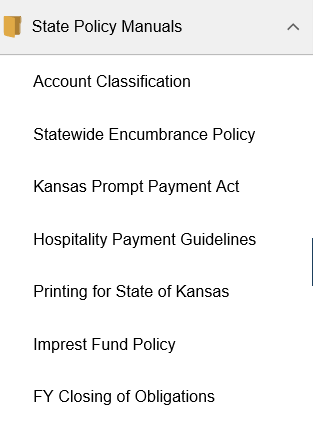 State Policy Manuals
Account Classification
Statewide Encumbrance Policy
Kansas Prompt Payment Act
Hospitality Payment Guidelines
Printing for State of Kansas
Imprest Fund Policy
FY Closing of Obligations